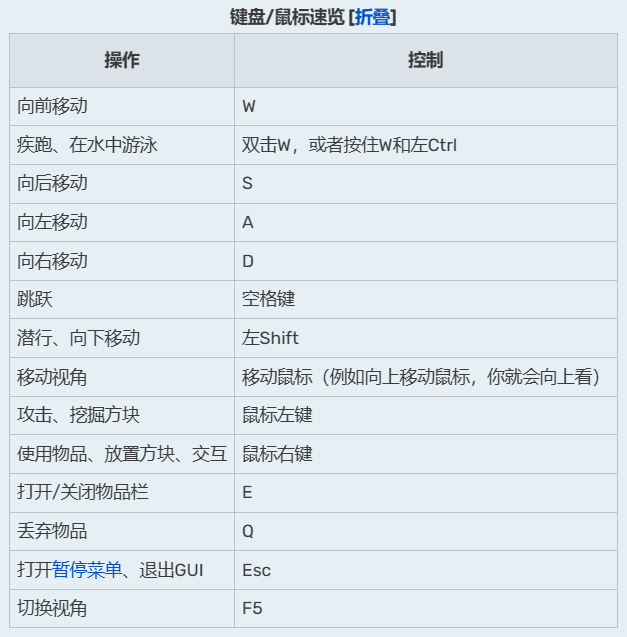 键盘/鼠标速览 [折叠]
操作 控制
向前移动 W
疾跑、在水中游泳 双击W，或者按住W和左Ctrl
向后移动 S
向左移动 A
向右移动 D
跳跃 空格键
潜行、向下移动 左Shift
移动视角 移动鼠标（例如向上移动鼠标，你就会向上看）
攻击、挖掘方块 鼠标左键
使用物品、放置方块、交互 鼠标右键
打开/关闭物品栏 E
丢弃物品 Q
打开暂停菜单、退出GUI Esc
切换视角 F5